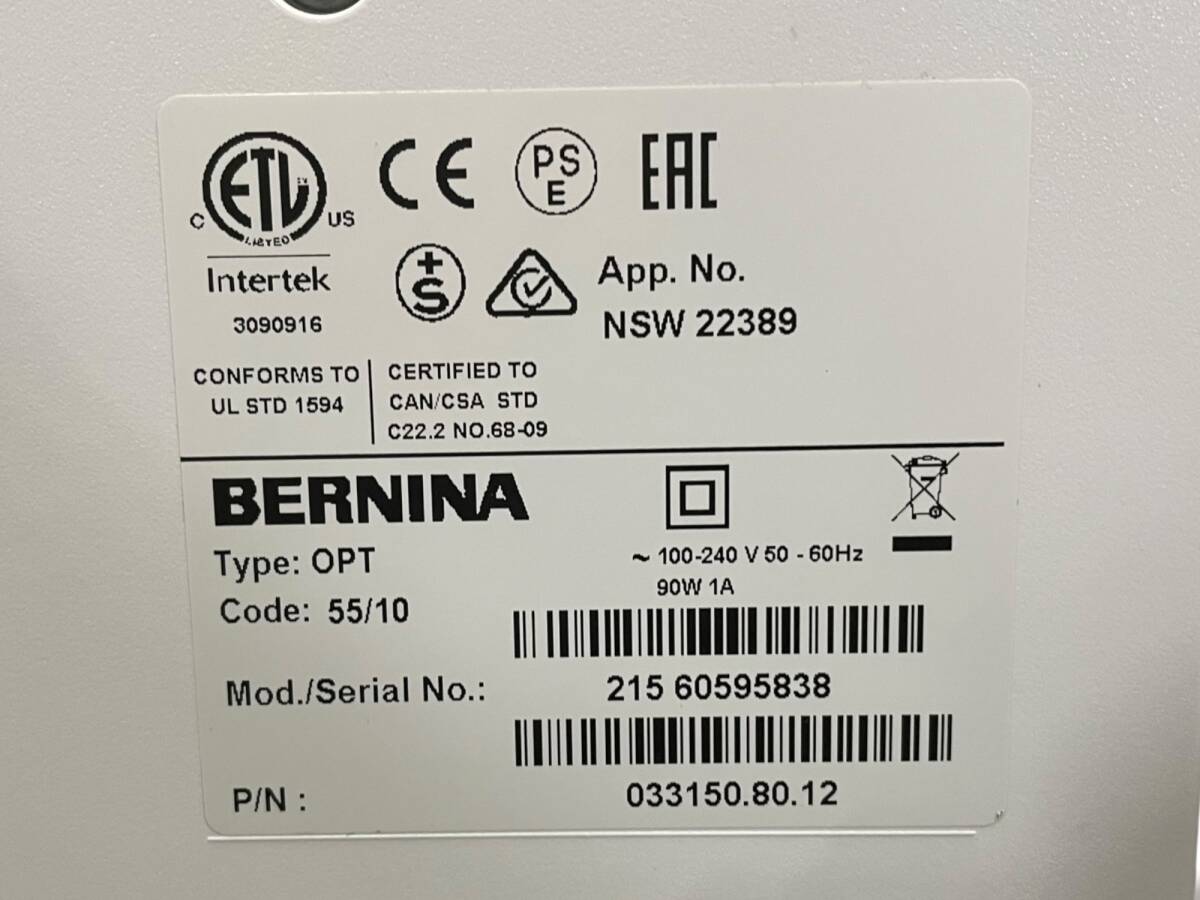 C ETL US
LISTED
Intertek
3090916
CE
PS
E
EAC
+
S
App. No.
NSW 22389
CONFORMS TO
UL STD 1594
CERTIFIED TO
CAN/CSA STD
C22.2 NO.68-09
BERNINA
Type: OPT
~ 100-240 V 50 - 60Hz
90W 1A
Code: 55/10
Mod./Serial No.: 215 60595838
P/N : 033150.80.12